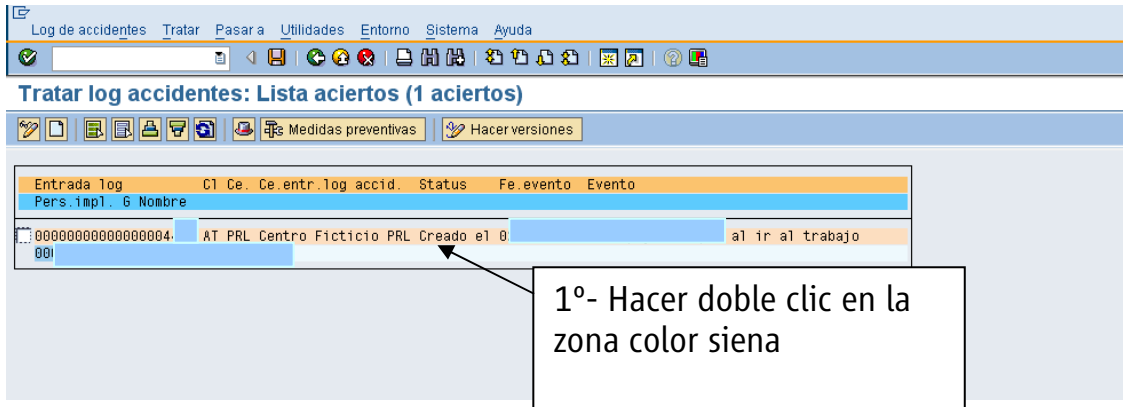 Log de accidentes Tratar Pasar a Utilidades Entorno Sistema Ayuda
Tratar log accidentes: Lista aciertos (1 aciertos)
Medidas preventivas Hacer versiones
Entrada log Cl Ce. Ce.entr.log accid. Status Fe.evento Evento
Pers.impl. G Nombre
AT PRL Centro Ficticio PRL Creado el 0 al ir al trabajo
00
1º- Hacer doble clic en la
zona color siena